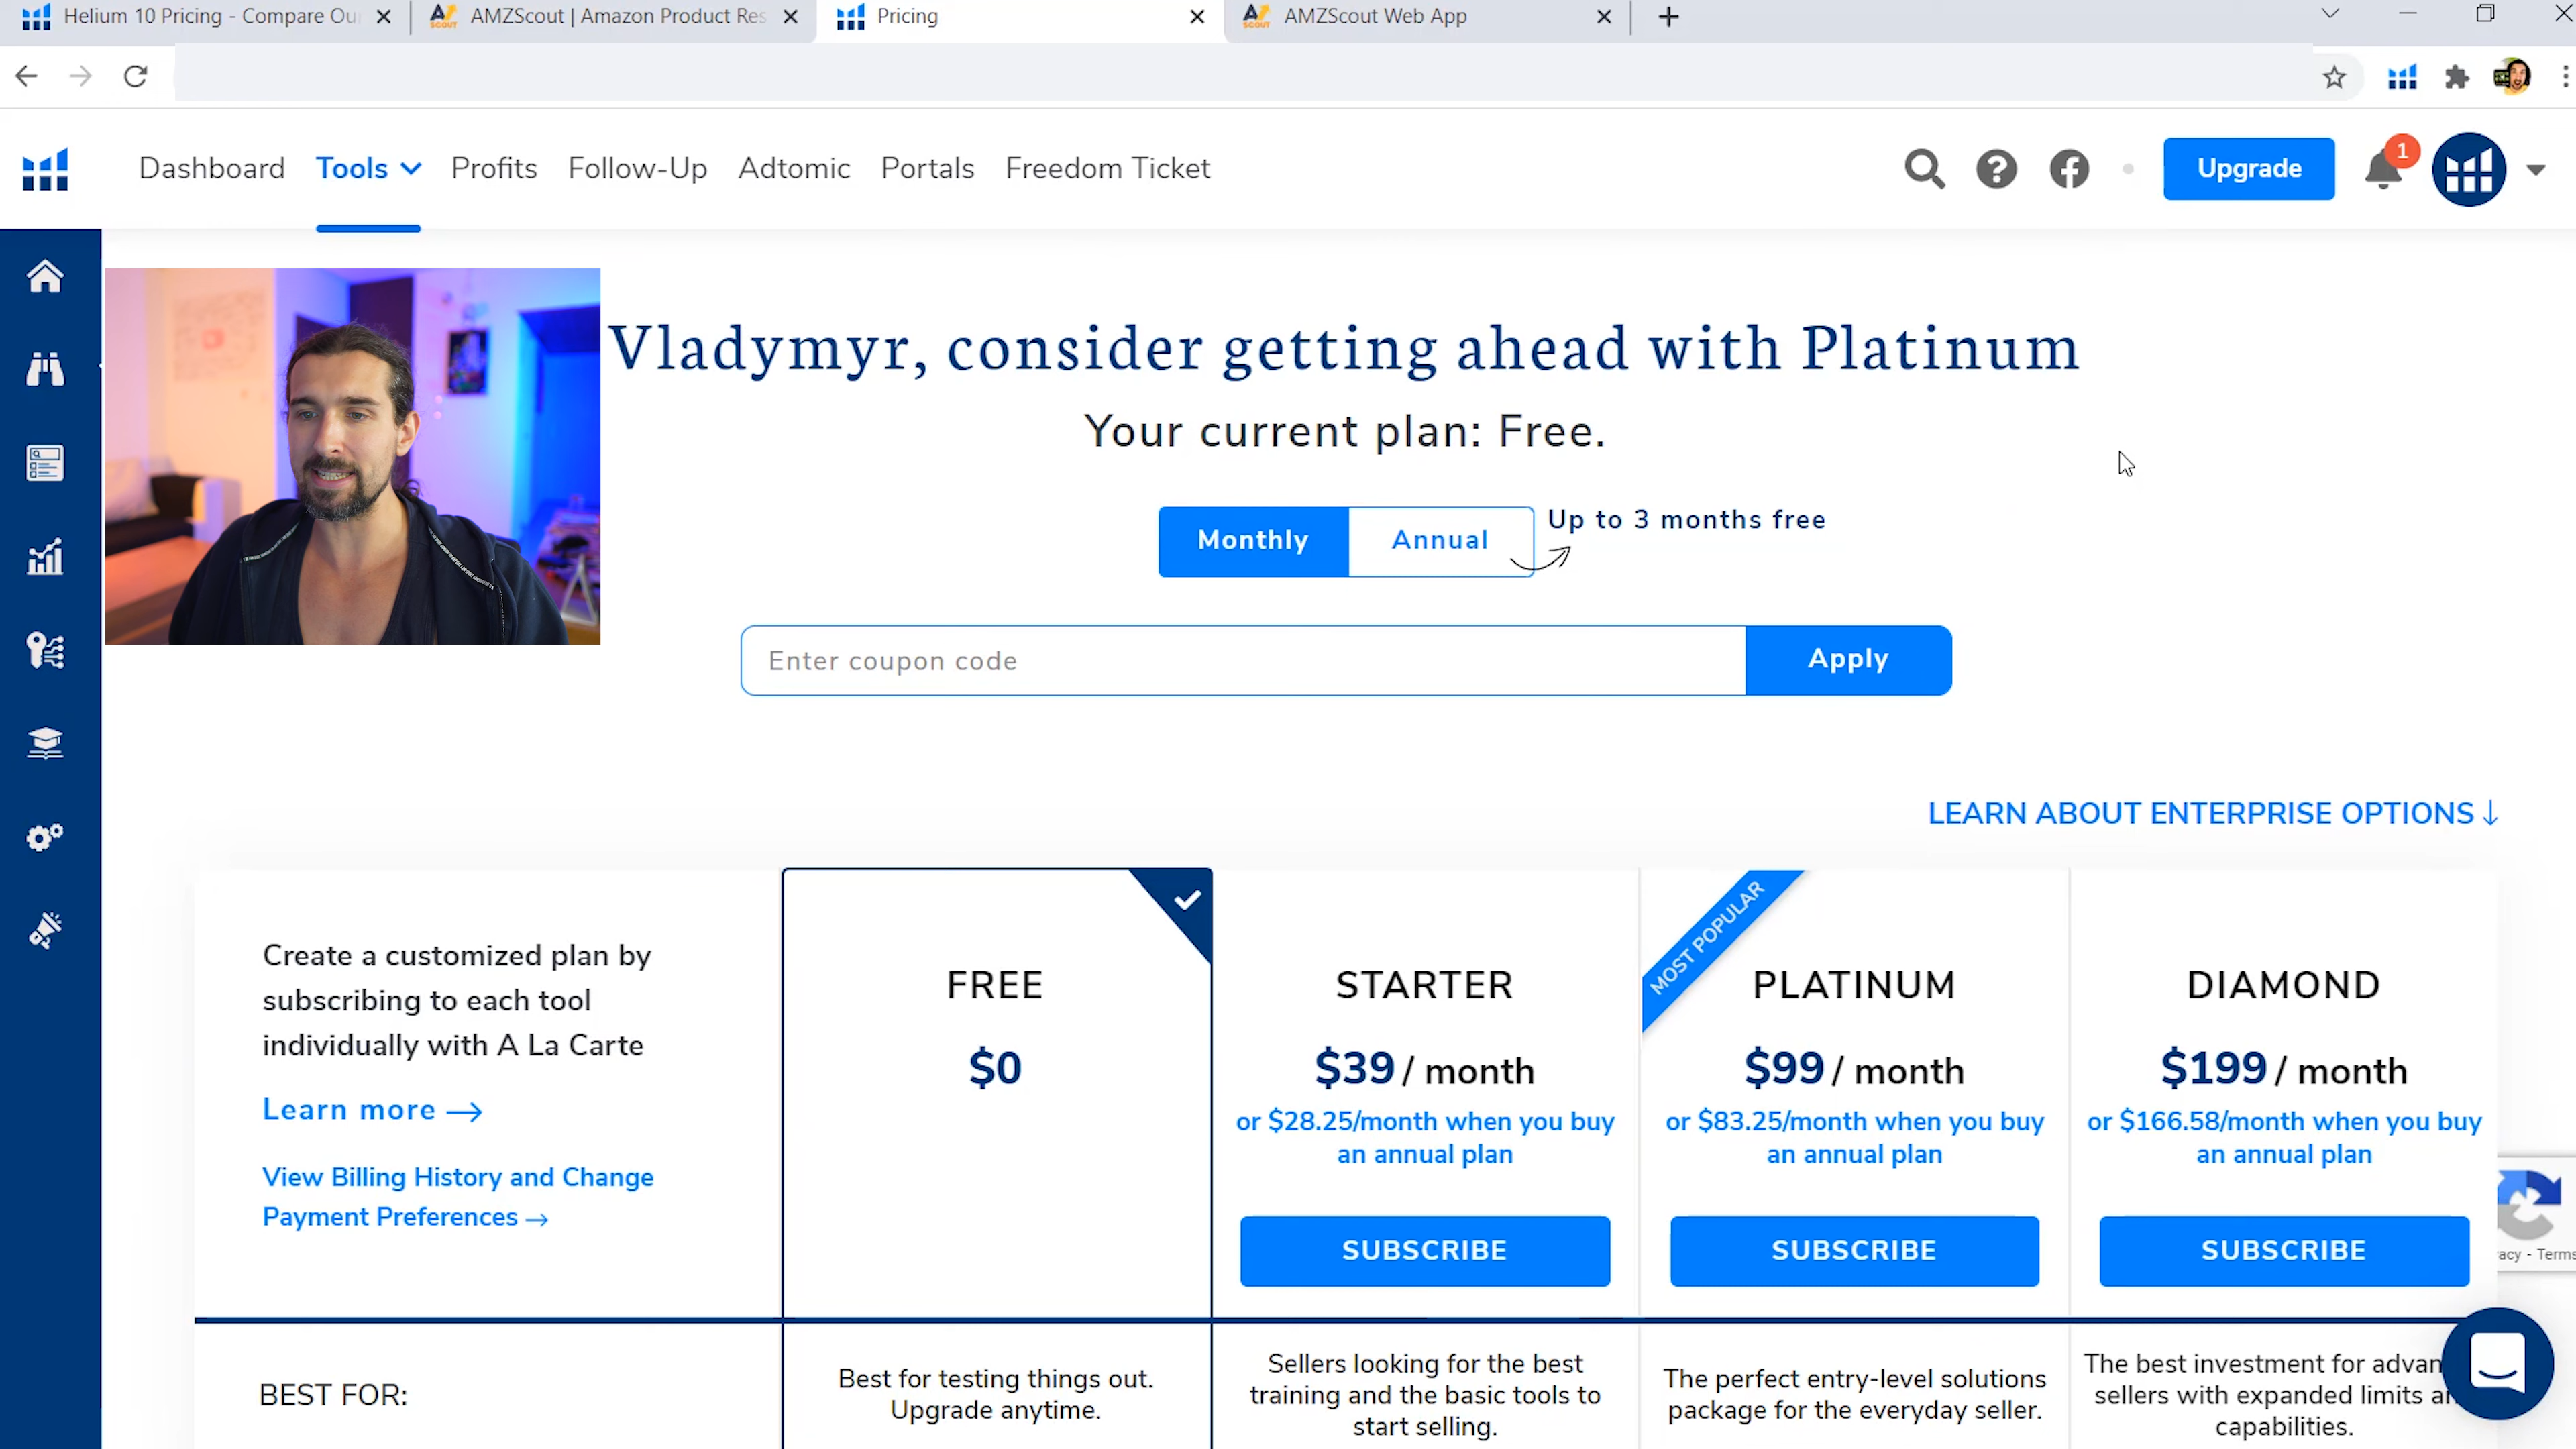 Helium 10 Pricing - Compare Ou
AMZScout | Amazon Product Res
Pricing
AMZScout Web App
Dashboard
Tools
Profits
Follow-Up
Adtomic
Portals
Freedom Ticket
Upgrade
1
Vladymyr, consider getting ahead with Platinum
Your current plan: Free.
Monthly
Annual
Up to 3 months free
Enter coupon code
Apply
LEARN ABOUT ENTERPRISE OPTIONS ↓
Create a customized plan by
subscribing to each tool
individually with A La Carte
Learn more →
View Billing History and Change
Payment Preferences →
FREE
$0
STARTER
$39 / month
or $28.25/month when you buy
an annual plan
SUBSCRIBE
MOST POPULAR
PLATINUM
$99 / month
or $83.25/month when you buy
an annual plan
SUBSCRIBE
DIAMOND
$199 / month
or $166.58/month when you buy
an annual plan
SUBSCRIBE
acy - Terms
BEST FOR:
Best for testing things out.
Upgrade anytime.
Sellers looking for the best
training and the basic tools to
start selling.
The perfect entry-level solutions
package for the everyday seller.
The best investment for advan
sellers with expanded limits a
capabilities.